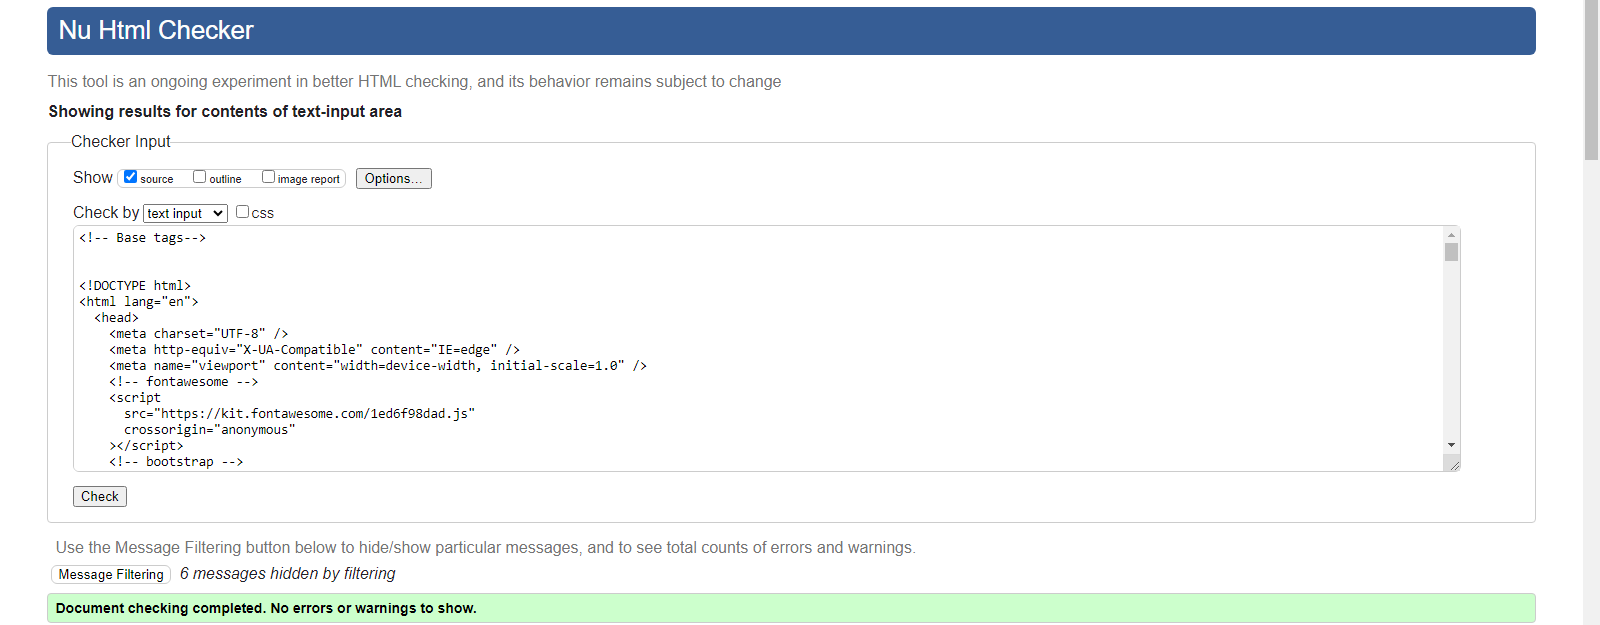 Nu Html Checker
This tool is an ongoing experiment in better HTML checking, and its behavior remains subject to change
Showing results for contents of text-input area
Checker Input
Show source outline image report Options...
Check by text input css
<!-- Base tags-->
<!DOCTYPE html>
<html lang="en">
  <head>
    <meta charset="UTF-8" />
    <meta http-equiv="X-UA-Compatible" content="IE=edge" />
    <meta name="viewport" content="width=device-width, initial-scale=1.0" />
    <!-- fontawesome -->
    <script
      src="https://kit.fontawesome.com/1ed6f98dad.js"
      crossorigin="anonymous"
    ></script>
    <!-- bootstrap -->
Check
Use the Message Filtering button below to hide/show particular messages, and to see total counts of errors and warnings.
Message Filtering 6 messages hidden by filtering
Document checking completed. No errors or warnings to show.